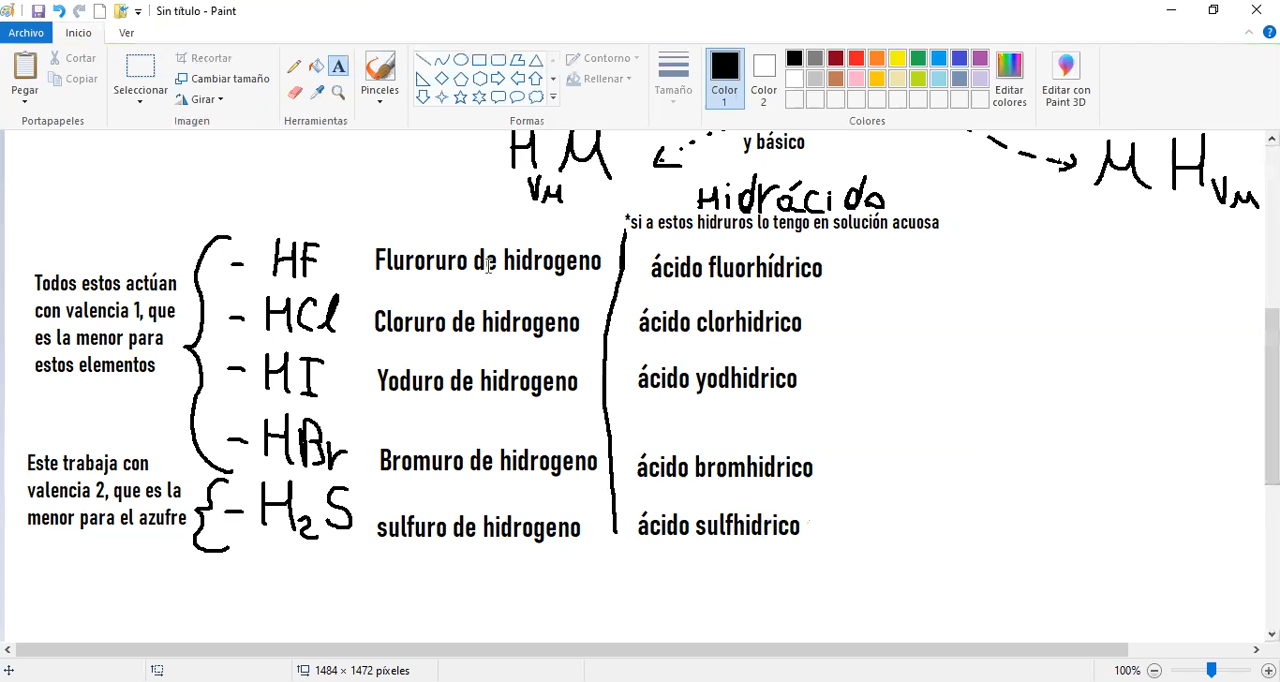 Sin título - Paint
Archivo Inicio Ver
Pegar
Cortar
Copiar
Portapapeles
Seleccionar
Recortar
Cambiar tamaño
Girar
Imagen
A
Herramientas
Pinceles
Contorno
Rellenar
Formas
Tamaño
Color
1
Color
2
Editar
colores
Editar con
Paint 3D
Colores
y básico
H M
VM
M H
VM
Hidrácido
*si a estos hidruros lo tengo en solución acuosa
Todos estos actúan
con valencia 1, que
es la menor para
estos elementos
- HF Fluroruro de hidrogeno ácido fluorhídrico
- HCl Cloruro de hidrogeno ácido clorhidrico
- HI Yoduro de hidrogeno ácido yodhidrico
- HBr Bromuro de hidrogeno ácido bromhidrico
Este trabaja con
valencia 2, que es la
menor para el azufre
- H₂S sulfuro de hidrogeno ácido sulfhidrico
1484 × 1472 píxeles
100%